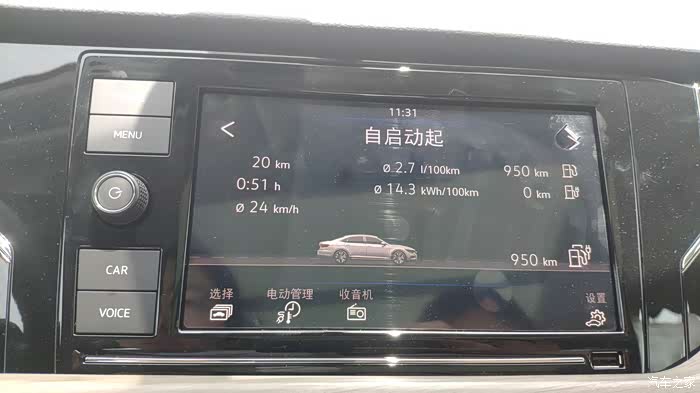 11:31
自启动起
20 km
ø 2.7 l/100km
950 km
0:51 h
ø 14.3 kWh/100km
0 km
ø 24 km/h
950 km
选择
电动管理
收音机
设置
MENU
CAR
VOICE
汽车之家